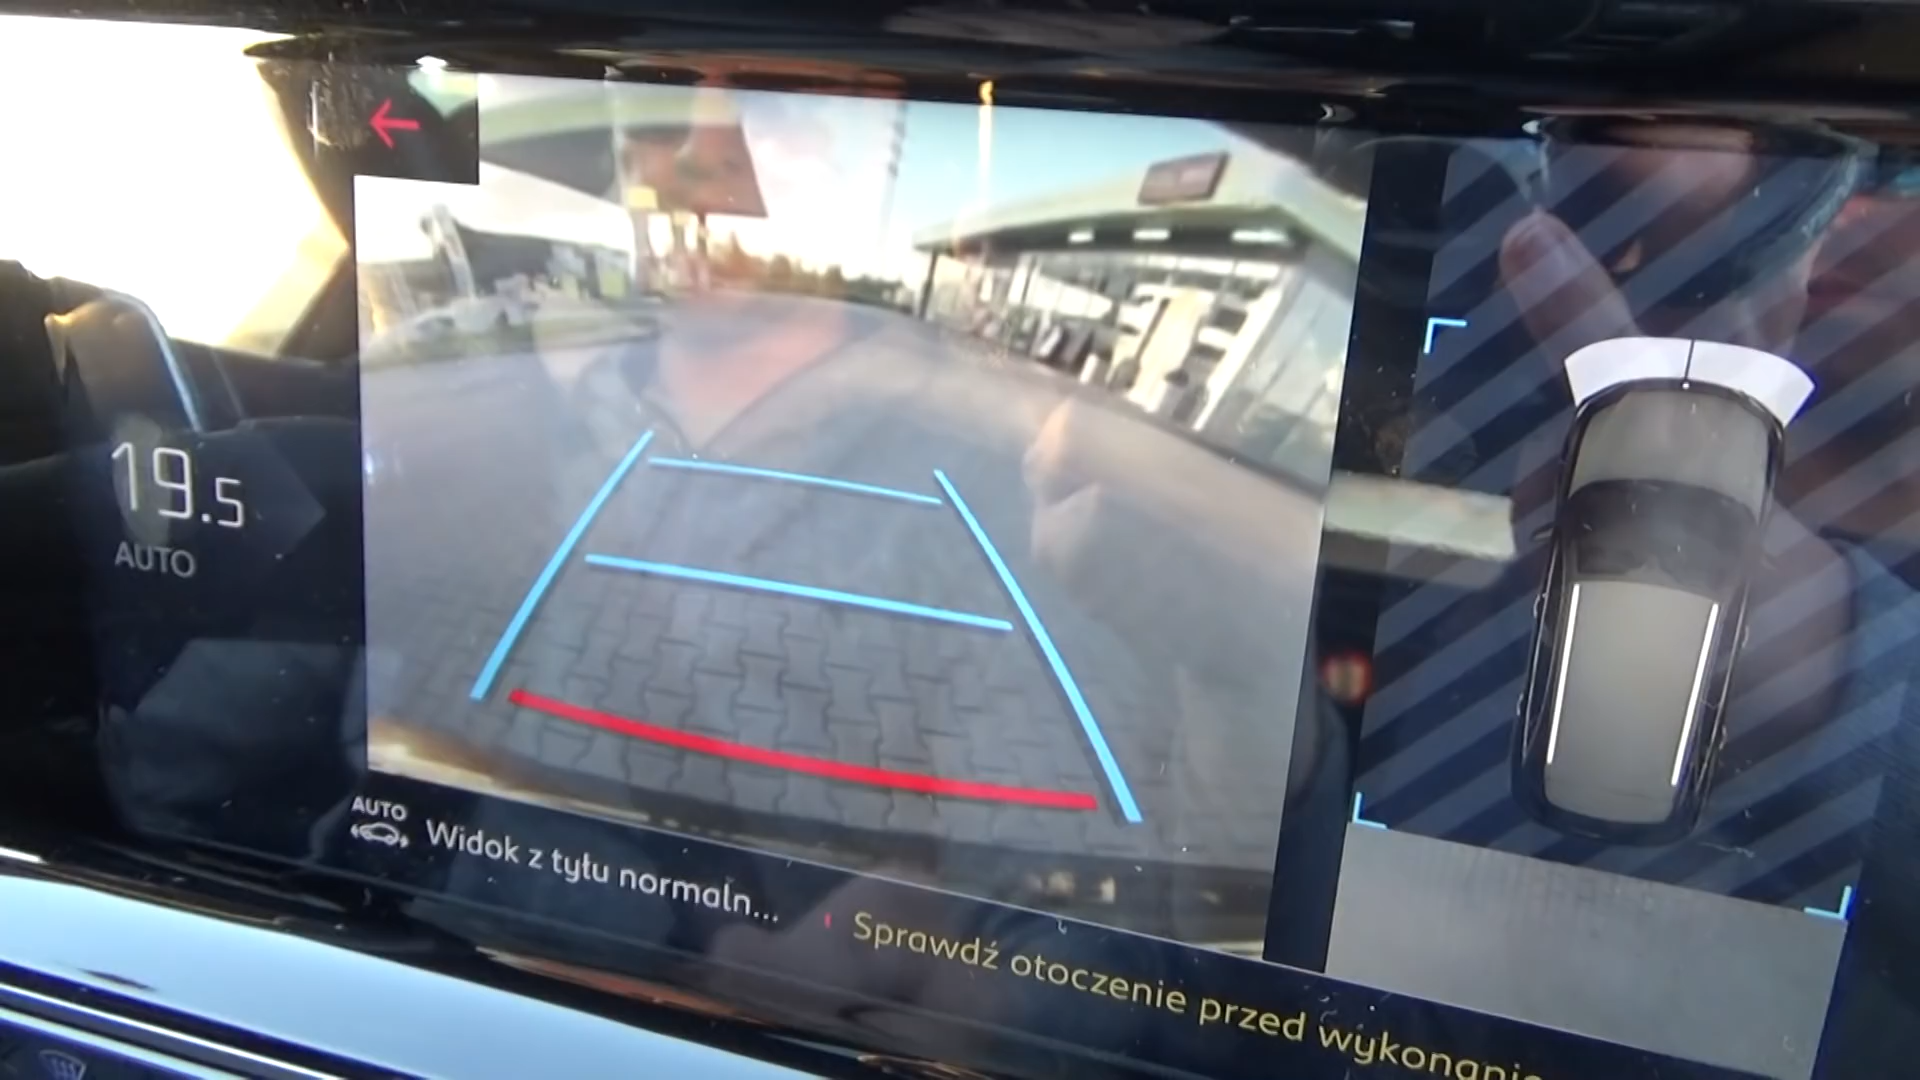 19.5
AUTO
AUTO
Widok z tyłu normaln...
Sprawdź otoczenie przed wykonanie